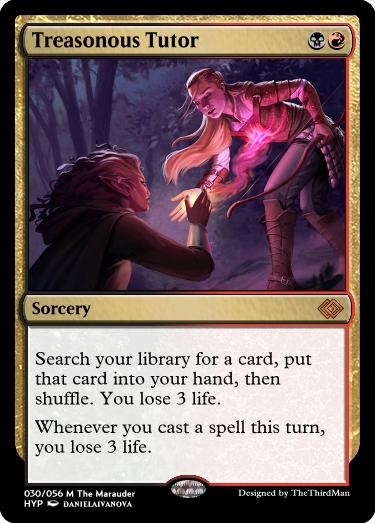 Treasonous Tutor
Sorcery
Search your library for a card, put
that card into your hand, then
shuffle. You lose 3 life.
Whenever you cast a spell this turn,
you lose 3 life.
030/056 M The Marauder
Designed by TheThirdMan
HYP DANIELAIVANOVA